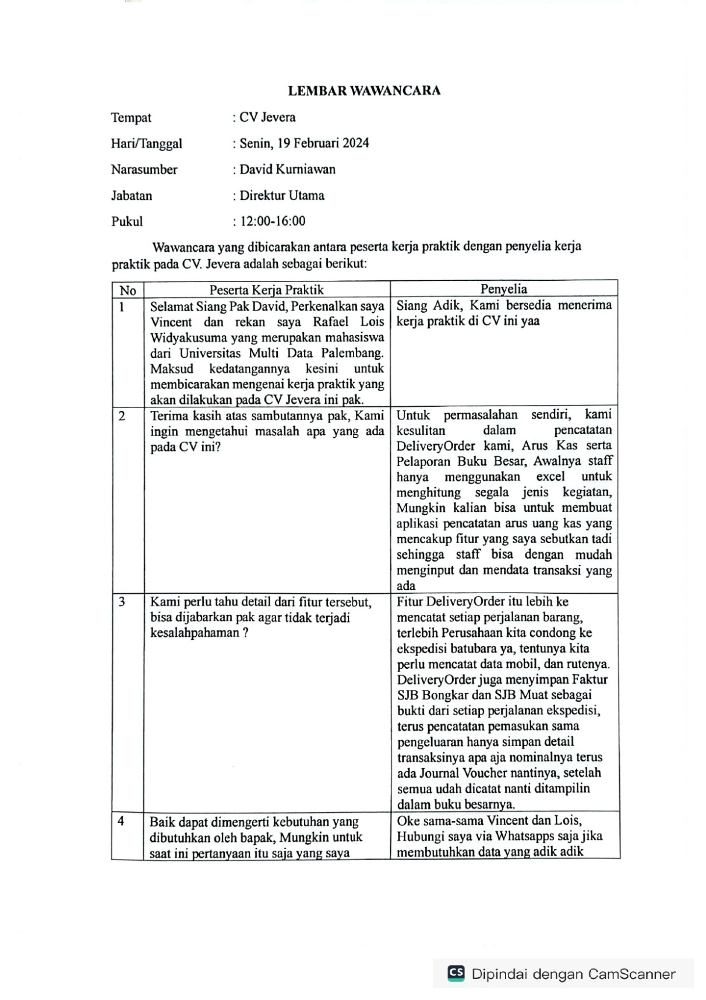 LEMBAR WAWANCARA
Tempat : CV Jevera
Hari/Tanggal : Senin, 19 Februari 2024
Narasumber : David Kurniawan
Jabatan : Direktur Utama
Pukul : 12:00-16:00
Wawancara yang dibicarakan antara peserta kerja praktik dengan penyelia kerja
praktik pada CV. Jevera adalah sebagai berikut:
No Peserta Kerja Praktik Penyelia
1
Selamat Siang Pak David, Perkenalkan saya
Vincent dan rekan saya Rafael Lois
Widyakusuma yang merupakan mahasiswa
dari Universitas Multi Data Palembang.
Maksud kedatangannya kesini untuk
membicarakan mengenai kerja praktik yang
akan dilakukan pada CV Jevera ini pak.
Siang Adik, Kami bersedia menerima
kerja praktik di CV ini yaa
2
Terima kasih atas sambutannya pak, Kami
ingin mengetahui masalah apa yang ada
pada CV ini?
Untuk permasalahan sendiri, kami
kesulitan dalam pencatatan
DeliveryOrder kami, Arus Kas serta
Pelaporan Buku Besar, Awalnya staff
hanya menggunakan excel untuk
menghitung segala jenis kegiatan,
Mungkin kalian bisa untuk membuat
aplikasi pencatatan arus uang kas yang
mencakup fitur yang saya sebutkan tadi
sehingga staff bisa dengan mudah
menginput dan mendata transaksi yang
ada
3
Kami perlu tahu detail dari fitur tersebut,
bisa dijabarkan pak agar tidak terjadi
kesalahpahaman ?
Fitur DeliveryOrder itu lebih ke
mencatat setiap perjalanan barang,
terlebih Perusahaan kita condong ke
ekspedisi batubara ya, tentunya kita
perlu mencatat data mobil, dan rutenya.
DeliveryOrder juga menyimpan Faktur
SJB Bongkar dan SJB Muat sebagai
bukti dari setiap perjalanan ekspedisi,
terus pencatatan pemasukan sama
pengeluaran hanya simpan detail
transaksinya apa aja nominalnya terus
ada Journal Voucher nantinya, setelah
semua udah dicatat nanti ditampilin
dalam buku besarnya.
4
Baik dapat dimengerti kebutuhan yang
dibutuhkan oleh bapak, Mungkin untuk
saat ini pertanyaan itu saja yang saya
Oke sama-sama Vincent dan Lois,
Hubungi saya via Whatsapps saja jika
membutuhkan data yang adik adik
CS Dipindai dengan CamScanner